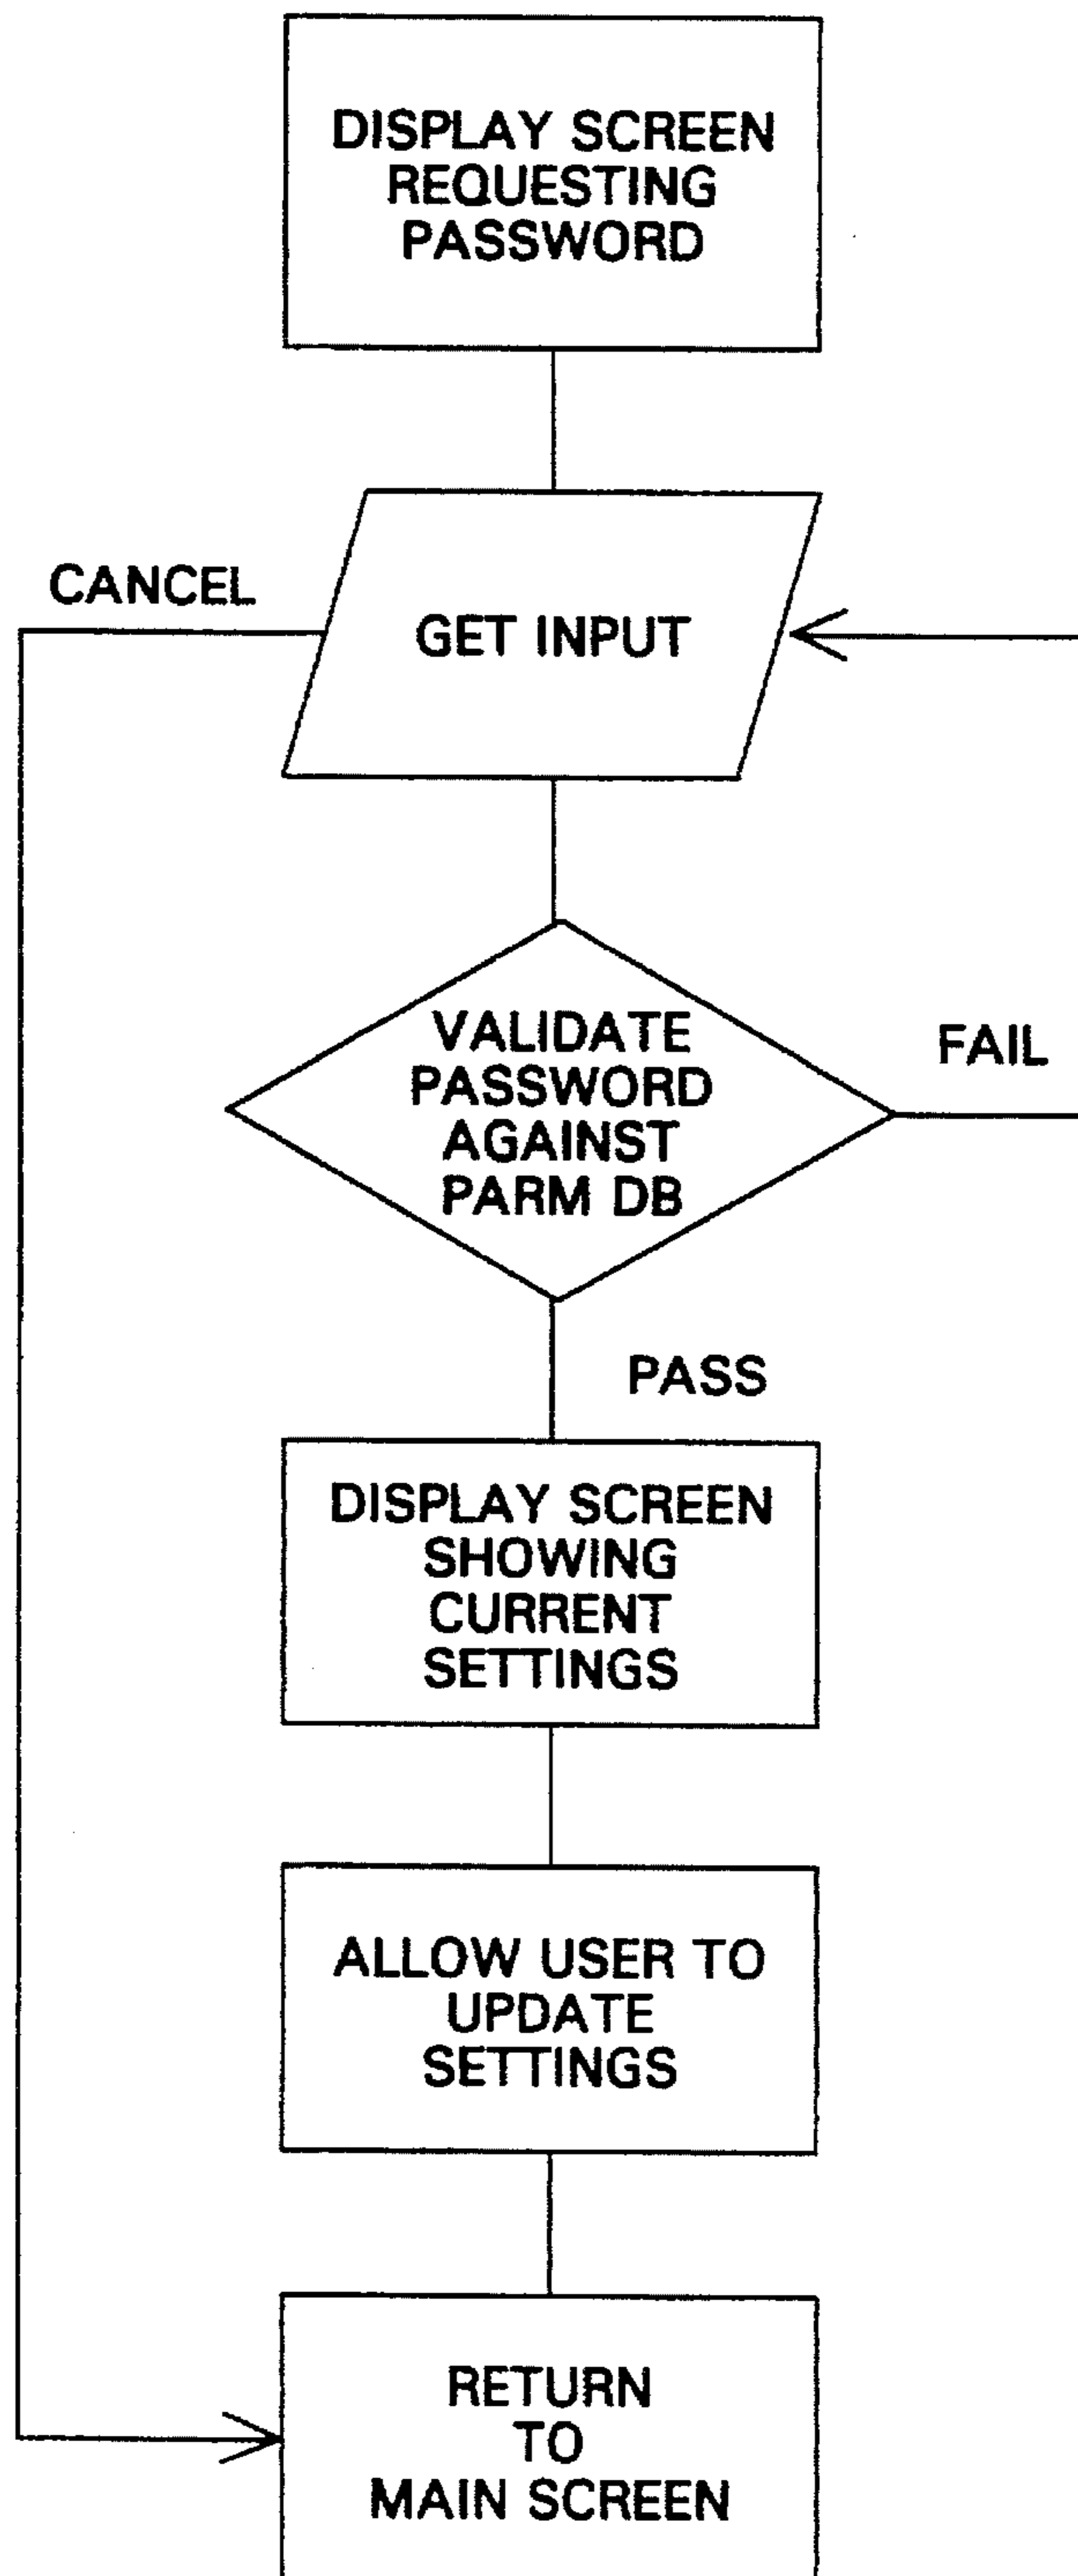 DISPLAY SCREEN
REQUESTING
PASSWORD
CANCEL
GET INPUT
VALIDATE
PASSWORD
AGAINST
PARM DB
FAIL
PASS
DISPLAY SCREEN
SHOWING
CURRENT
SETTINGS
ALLOW USER TO
UPDATE
SETTINGS
RETURN
TO
MAIN SCREEN